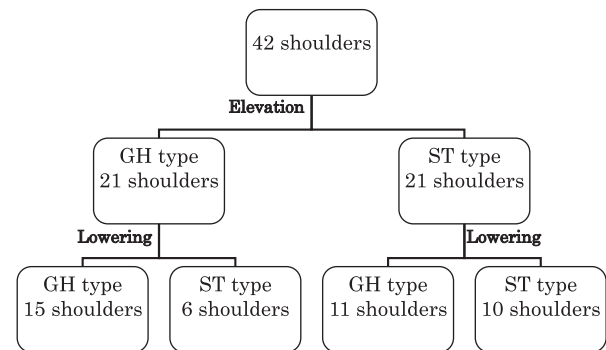 42 shoulders
Elevation
GH type
21 shoulders
ST type
21 shoulders
Lowering
Lowering
GH type
15 shoulders
ST type
6 shoulders
GH type
11 shoulders
ST type
10 shoulders